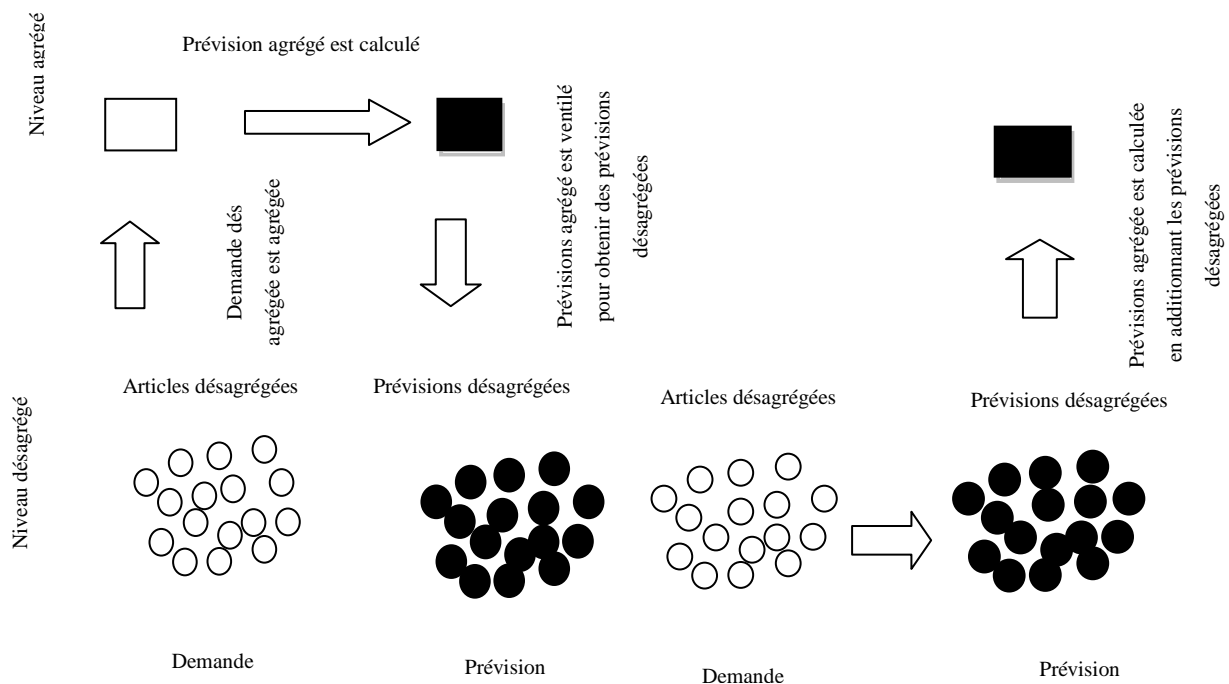 Prévision agrégé est calculé
Niveau agrégé
Demande dés
agrégée est agrégée
Prévisions agrégé est ventilé
pour obtenir des prévisions
désagrégées
Prévisions agrégée est calculée
en additionnant les prévisions
désagrégées
Articles désagrégées
Prévisions désagrégées
Articles désagrégées
Prévisions désagrégées
Niveau désagrégé
Demande
Prévision
Demande
Prévision